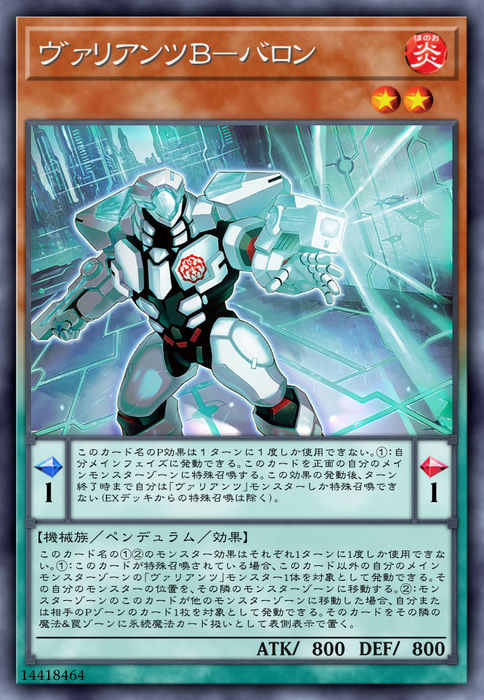 ヴァリアンツB－バロン
ほのお
炎
このカード名のP効果は１ターンに１度しか使用できない。①:自
分メインフェイズに発動できる。このカードを正面の自分のメイ
ンモンスターゾーンに特殊召喚する。この効果の発動後、ターン
終了時まで自分は「ヴァリアンツ」モンスターしか特殊召喚でき
ない(EXデッキからの特殊召喚は除く)。
1
1
【機械族／ペンデュラム／効果】
このカード名の①②のモンスター効果はそれぞれ1ターンに1度しか使用できな
い。①:このカードが特殊召喚されている場合、このカード以外の自分のメイン
モンスターゾーンの「ヴァリアンツ」モンスター1体を対象として発動できる。そ
の自分のモンスターの位置を、その隣のモンスターゾーンに移動する。②:モン
スターゾーンのこのカードが他のモンスターゾーンに移動した場合、自分また
は相手のPゾーンのカード1枚を対象として発動できる。そのカードをその隣の
魔法&罠ゾーンに永続魔法カード扱いとして表側表示で置く。
ATK/ 800 DEF/ 800
14418464